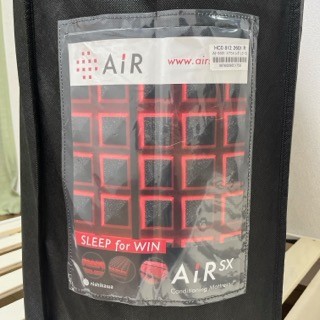 AiR
www.air
SLEEP for WIN
AiR SX
Conditioning Mattress